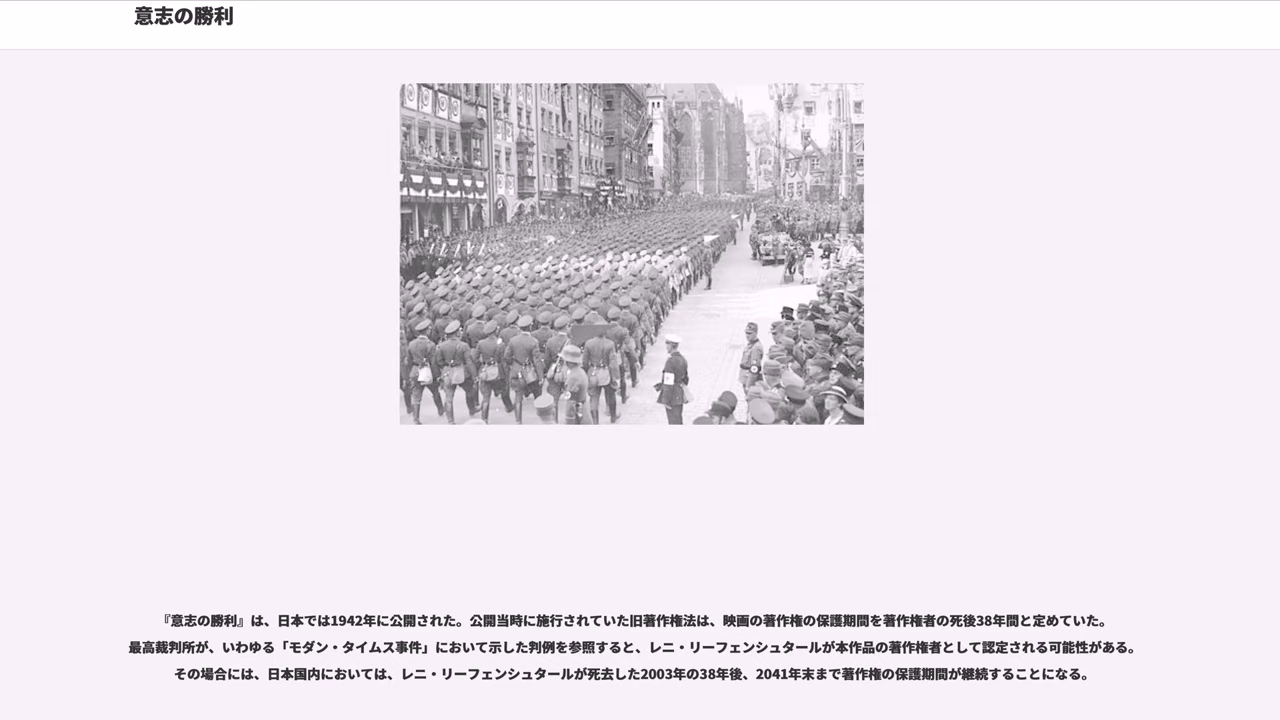 意志の勝利
『意志の勝利』は、日本では1942年に公開された。公開当時に施行されていた旧著作権法は、映画の著作権の保護期間を著作権者の死後38年間と定めていた。
最高裁判所が、いわゆる「モダン・タイムス事件」において示した判例を参照すると、レニ・リーフェンシュタールが本作品の著作権者として認定される可能性がある。
その場合には、日本国内においては、レニ・リーフェンシュタールが死去した2003年の38年後、2041年末まで著作権の保護期間が継続することになる。